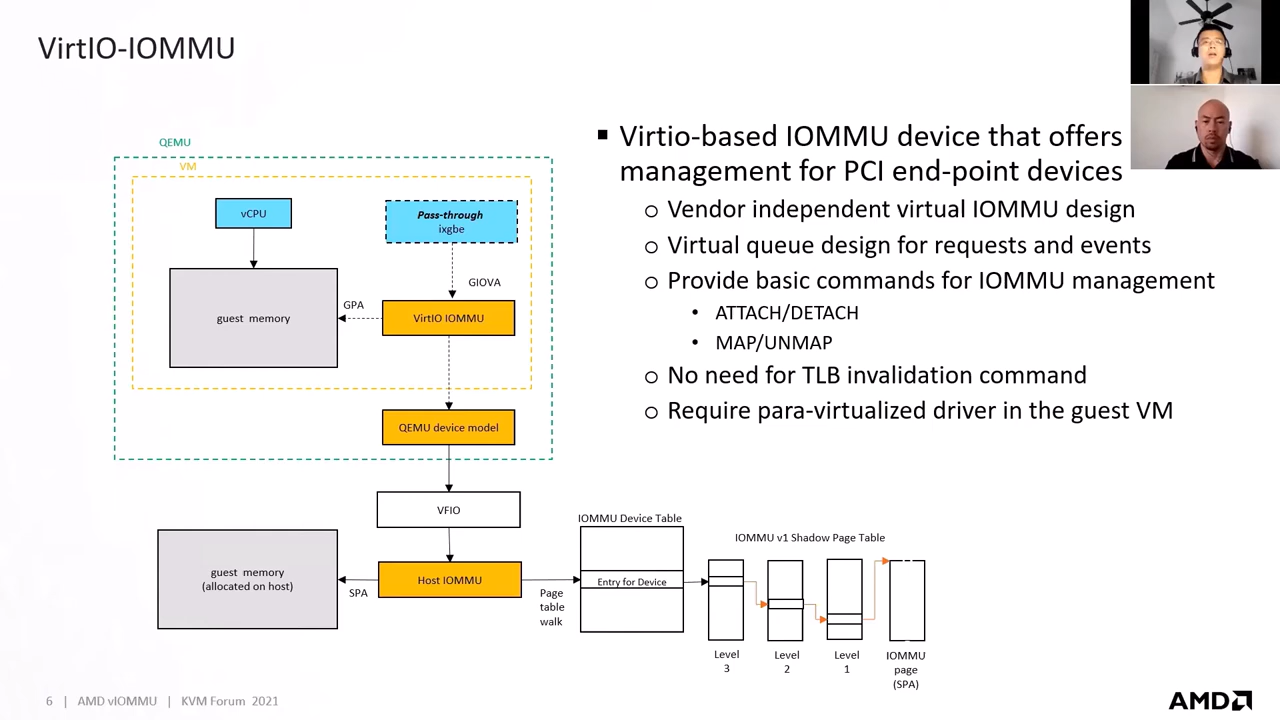 VirtIO-IOMMU
QEMU
VM
vCPU
Pass-through
ixgbe
GIOVA
guest memory
GPA
VirtIO IOMMU
QEMU device model
VFIO
guest memory
(allocated on host)
SPA
Host IOMMU
Page
table
walk
IOMMU Device Table
Entry for Device
IOMMU v1 Shadow Page Table
Level
3
Level
2
Level
1
IOMMU
page
(SPA)
▪ Virtio-based IOMMU device that offers
management for PCI end-point devices
o Vendor independent virtual IOMMU design
o Virtual queue design for requests and events
o Provide basic commands for IOMMU management
• ATTACH/DETACH
• MAP/UNMAP
o No need for TLB invalidation command
o Require para-virtualized driver in the guest VM
6 | AMD vIOMMU | KVM Forum 2021
AMD